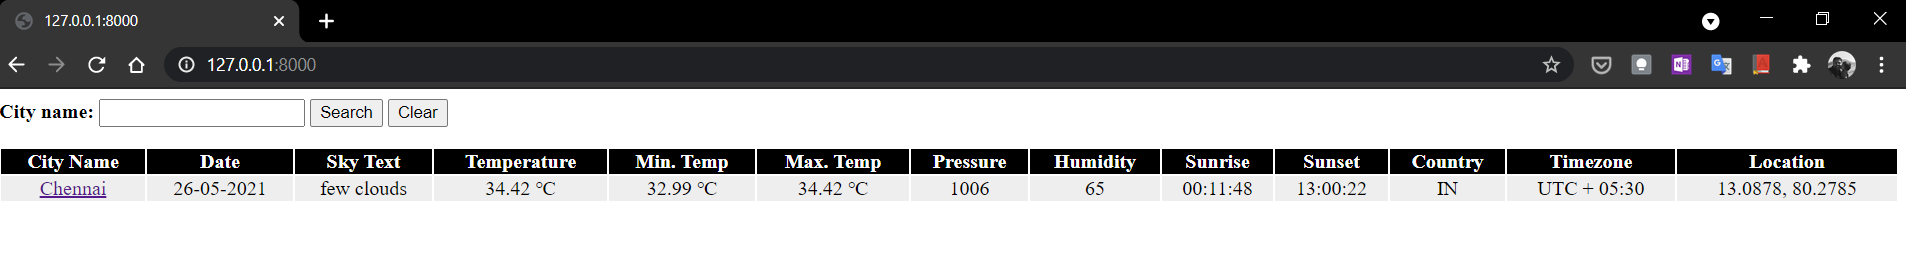 127.0.0.1:8000
127.0.0.1:8000
City name: Search Clear
City Name Date Sky Text Temperature Min. Temp Max. Temp Pressure Humidity Sunrise Sunset Country Timezone Location
Chennai 26-05-2021 few clouds 34.42 °C 32.99 °C 34.42 °C 1006 65 00:11:48 13:00:22 IN UTC + 05:30 13.0878, 80.2785